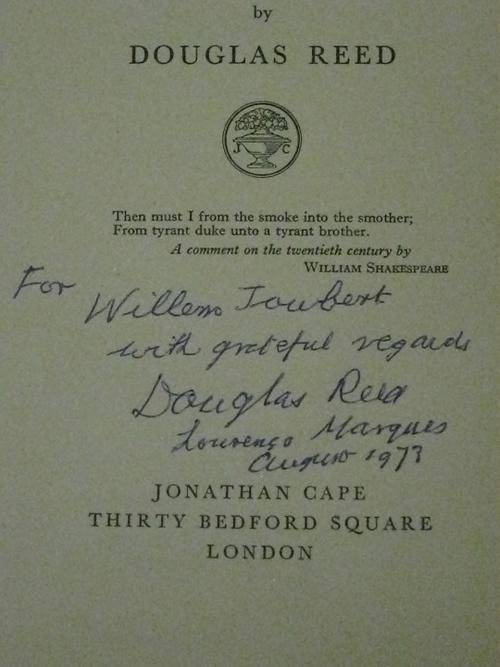 by
DOUGLAS REED
J C
Then must I from the smoke into the smother;
From tyrant duke unto a tyrant brother.
A comment on the twentieth century by
WILLIAM SHAKESPEARE
For Willem Joubert
with grateful regards
Douglas Reed
Lourenço Marques
August 1973
JONATHAN CAPE
THIRTY BEDFORD SQUARE
LONDON